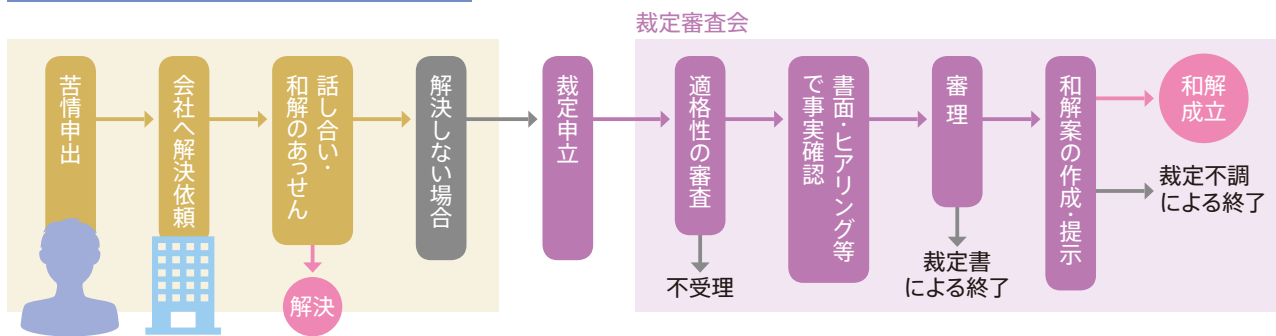 裁定審査会
苦情申出
会社へ解決依頼
話し合い・
和解のあっせん
解決
解決しない場合
裁定申立
適格性の審査
不受理
書面・ヒアリング等
で事実確認
審理
裁定書
による終了
和解案の作成・提示
和解
成立
裁定不調
による終了